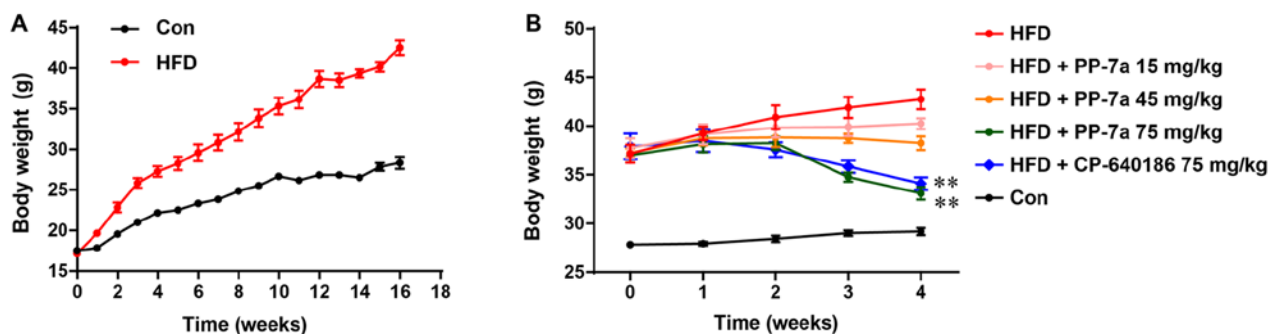 A
Con
HFD
Body weight (g)
45
40
35
30
25
20
15
0 2 4 6 8 10 12 14 16 18
Time (weeks)
B
Body weight (g)
50
45
40
35
30
25
0 1 2 3 4
Time (weeks)
**
**
HFD
HFD + PP-7a 15 mg/kg
HFD + PP-7a 45 mg/kg
HFD + PP-7a 75 mg/kg
HFD + CP-640186 75 mg/kg
Con